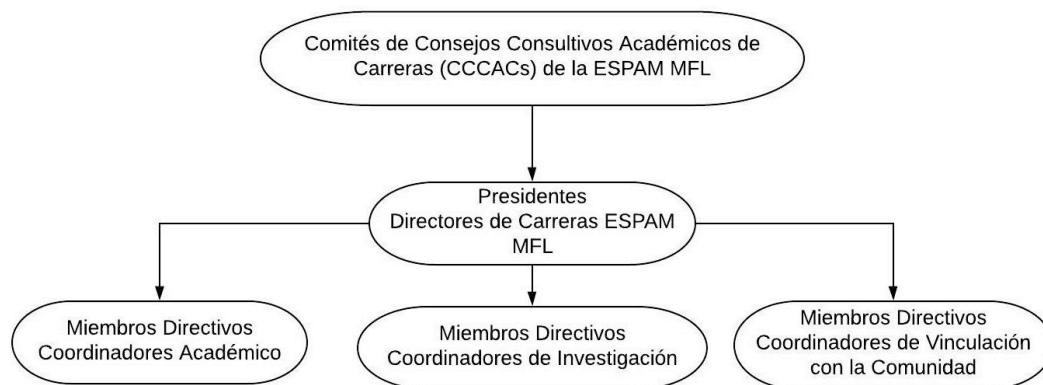 Comités de Consejos Consultivos Académicos de
Carreras (CCCACs) de la ESPAM MFL
Presidentes
Directores de Carreras ESPAM
MFL
Miembros Directivos
Coordinadores Académico
Miembros Directivos
Coordinadores de Investigación
Miembros Directivos
Coordinadores de Vinculación
con la Comunidad